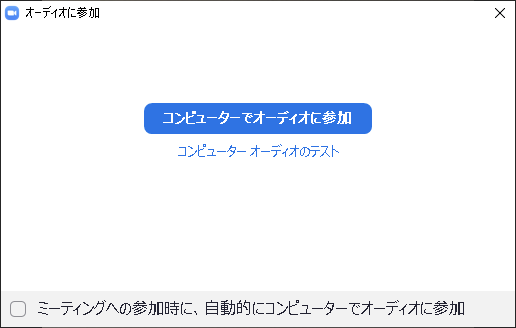 オーディオに参加
コンピューターでオーディオに参加
コンピューター オーディオのテスト
ミーティングへの参加時に、自動的にコンピューターでオーディオに参加